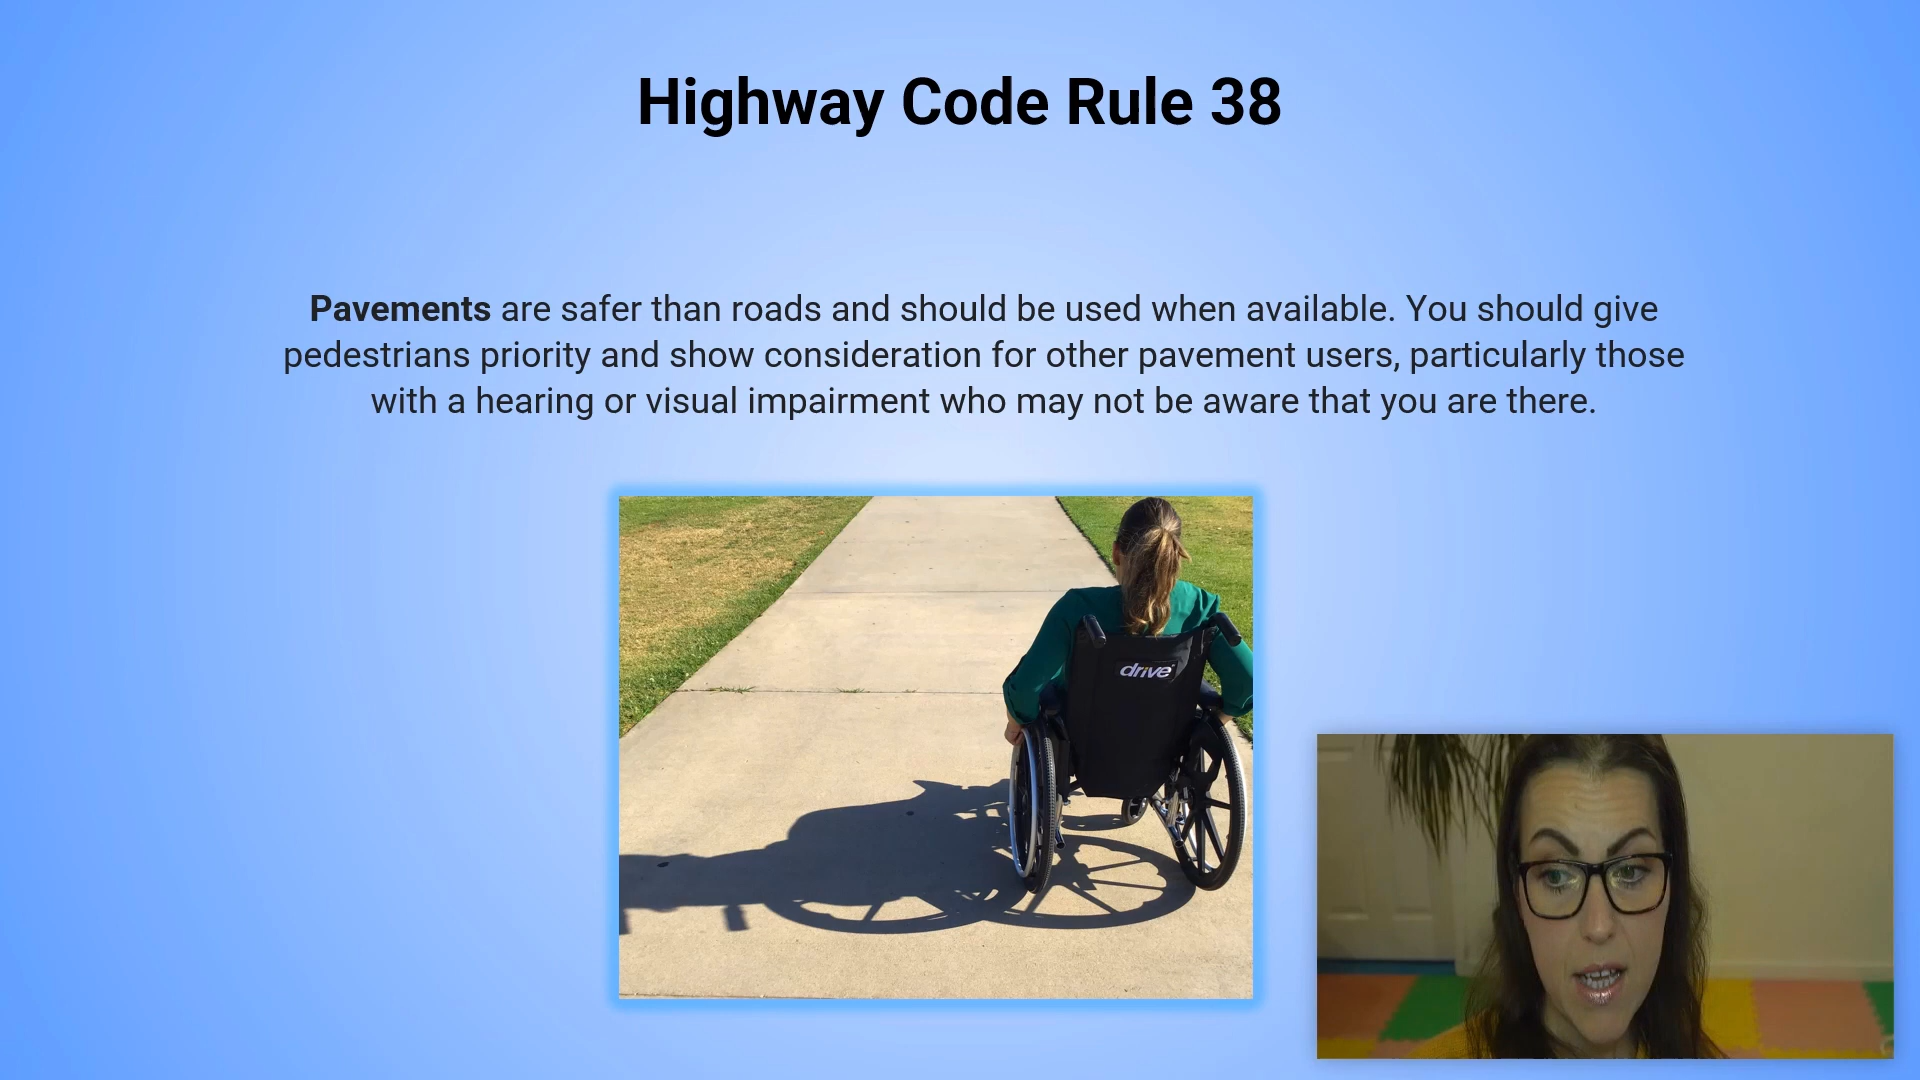 Highway Code Rule 38
Pavements are safer than roads and should be used when available. You should give
pedestrians priority and show consideration for other pavement users, particularly those
with a hearing or visual impairment who may not be aware that you are there.
drive